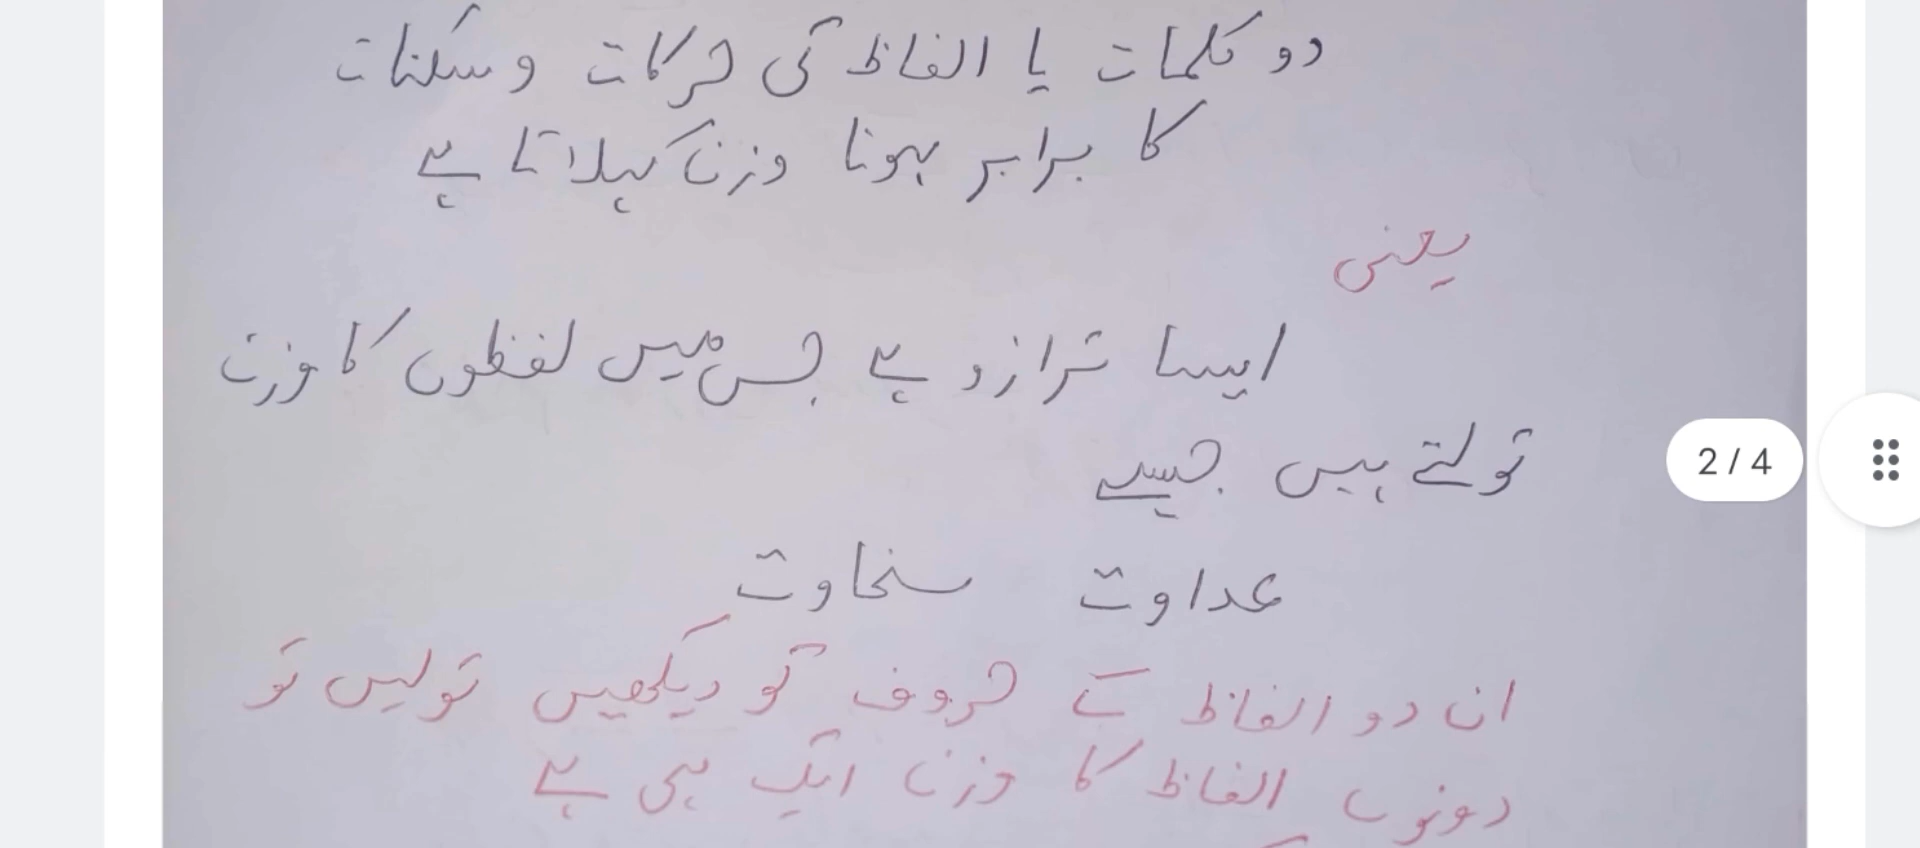 دو کلمات یا الفاظ کی حرکات و سکنات
کا برابر ہونا وزن کہلاتا ہے
یعنی
ایسا ترازو ہے جس میں لفظوں کا وزن
تولتے ہیں جیسے
2 / 4
عداوت سخاوت
ان دو الفاظ کے حروف کو دیکھیں تولیں تو
دونوں الفاظ کا وزن ایک ہی ہے